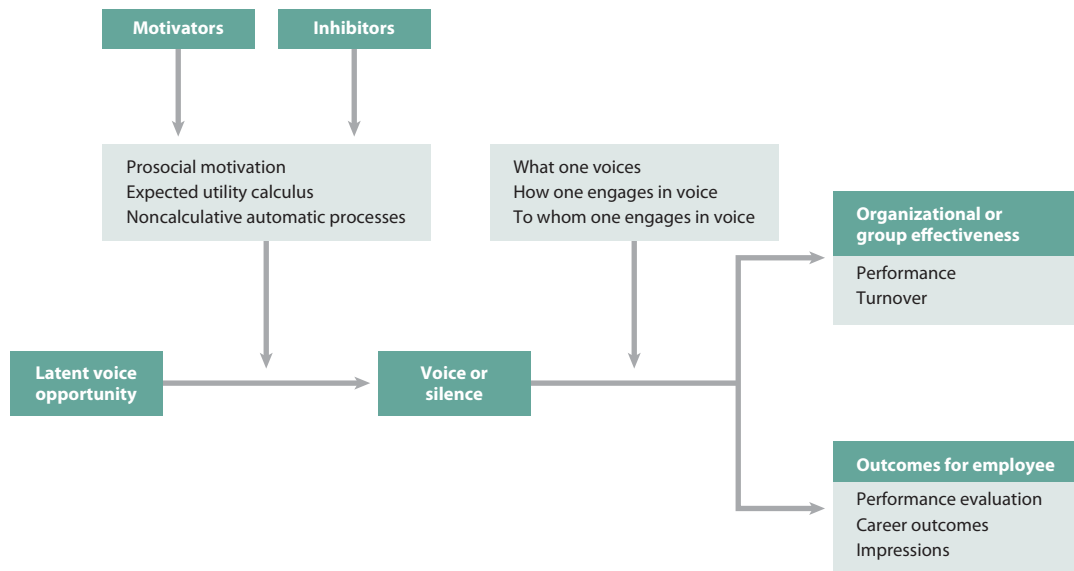 Motivators
Inhibitors
Prosocial motivation
Expected utility calculus
Noncalculative automatic processes
What one voices
How one engages in voice
To whom one engages in voice
Organizational or
group effectiveness
Performance
Turnover
Latent voice
opportunity
Voice or
silence
Outcomes for employee
Performance evaluation
Career outcomes
Impressions